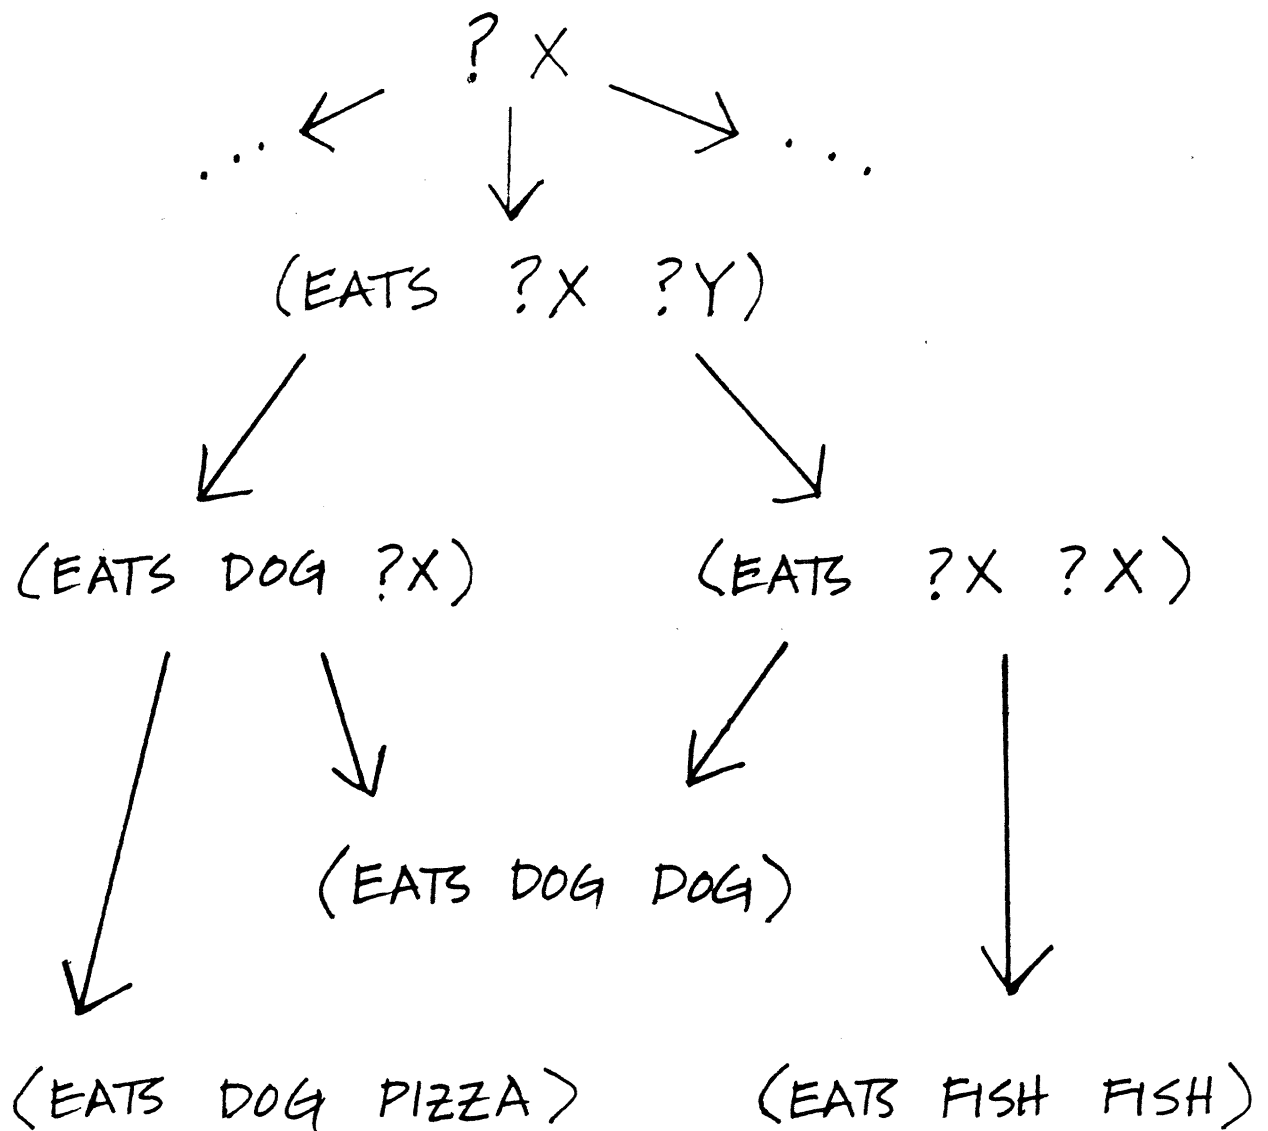 ? X
... ...
(EATS ?X ?Y)
(EATS DOG ?X) (EATS ?X ?X)
(EATS DOG DOG)
(EATS DOG PIZZA) (EATS FISH FISH)